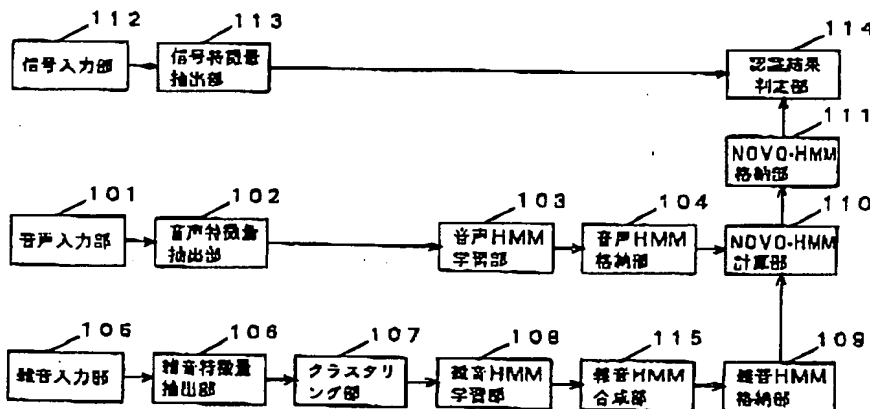 112
113
114
信号入力部
信号特徴量
抽出部
認識結果
判定部
111
NOVO・HMM
格納部
101
102
103
104
110
音声入力部
音声特徴量
抽出部
音声HMM
学習部
音声HMM
格納部
NOVO・HMM
計算部
105
106
107
108
115
109
雑音入力部
雑音特徴量
抽出部
クラスタリ
ング部
雑音HMM
学習部
雑音HMM
合成部
雑音HMM
格納部